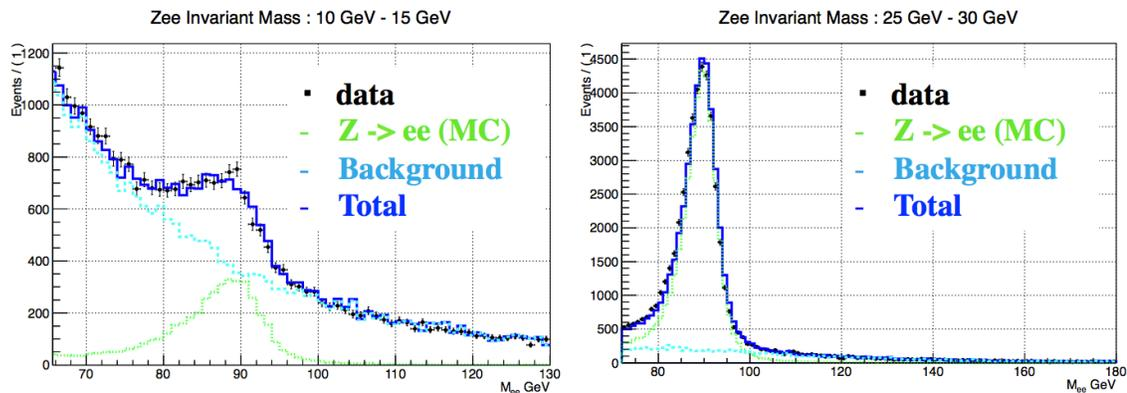 Zee Invariant Mass : 10 GeV - 15 GeV
Events / ( 1 )
1200
1000
800
600
400
200
0
70
80
90
100
110
120
130
M_ee GeV
data
Z -> ee (MC)
Background
Total
Zee Invariant Mass : 25 GeV - 30 GeV
Events / ( 1 )
4500
4000
3500
3000
2500
2000
1500
1000
500
0
80
100
120
140
160
180
M_ee GeV
data
Z -> ee (MC)
Background
Total